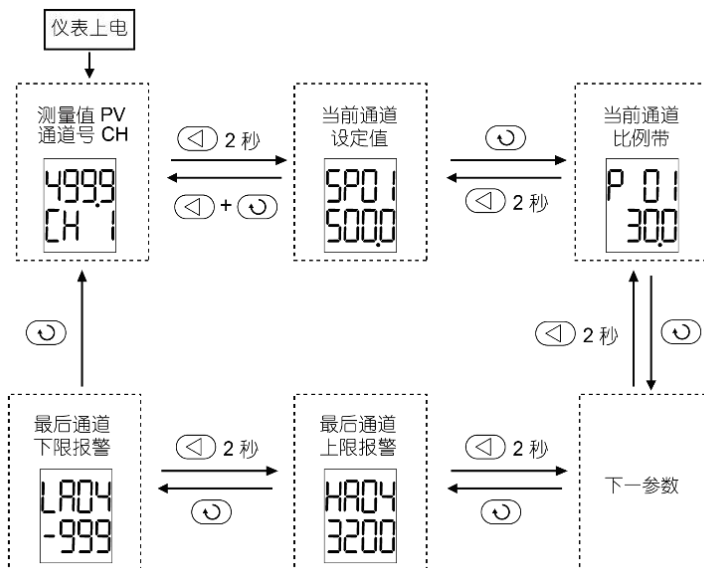 仪表上电
测量值 PV
通道号 CH
499.9
CH 1
2 秒
+
当前通道
设定值
SP01
500.0
2 秒
当前通道
比例带
P 01
30.0
2 秒
最后通道
下限报警
LA04
-999
2 秒
最后通道
上限报警
HA04
3200
2 秒
下一参数